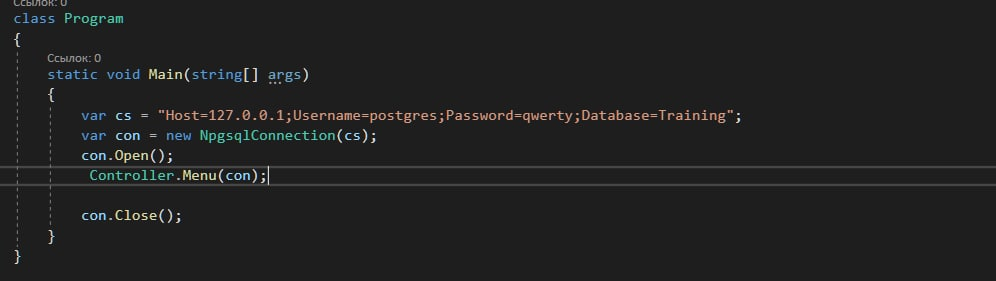 Ссылок: 0
class Program
{
Ссылок: 0
static void Main(string[] args)
{
var cs = "Host=127.0.0.1;Username=postgres;Password=qwerty;Database=Training";
var con = new NpgsqlConnection(cs);
con.Open();
Controller.Menu(con);
con.Close();
}
}